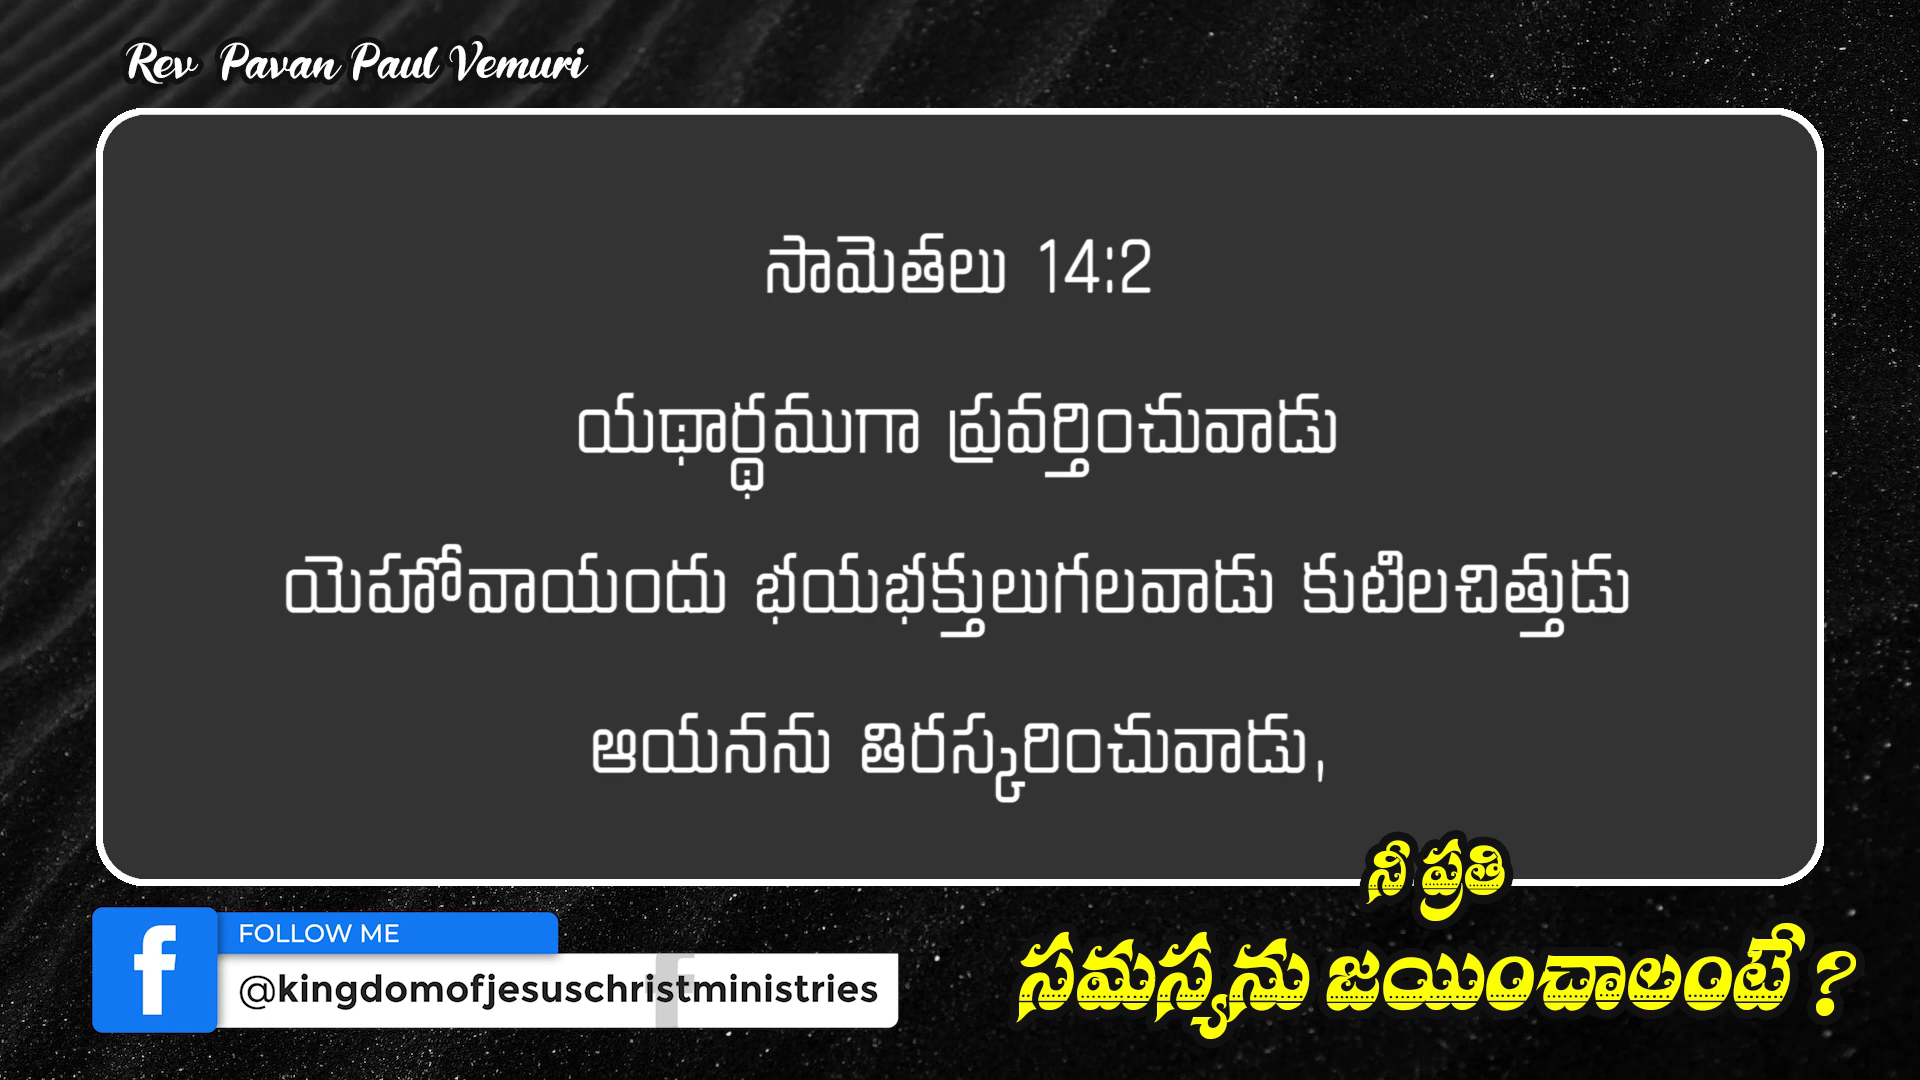 Rev Pavan Paul Vemuri
సామెతలు 14:2
యథార్థముగా ప్రవర్తించువాడు
యెహోవాయందు భయభక్తులుగలవాడు కుటిలచిత్తుడు
ఆయనను తిరస్కరించువాడు,
నీ ప్రతి
సమస్యను జయించాలంటే ?
FOLLOW ME
@kingdomofjesuschristministries